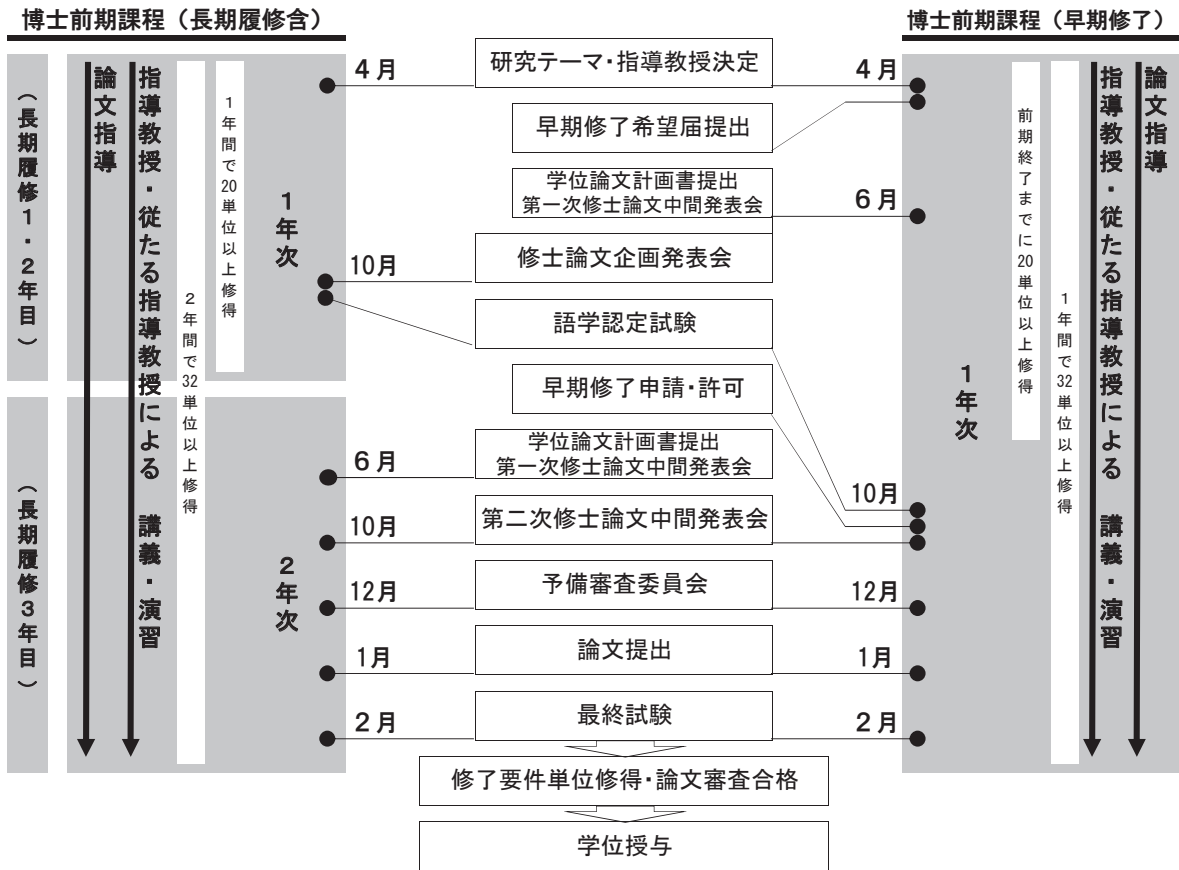 博士前期課程（長期履修含）
（長期履修１・２年目）
（長期履修３年目）
論文指導
指導教授・従たる指導教授による　講義・演習
２年間で32単位以上修得
１年間で20単位以上修得
１年次
２年次
４月
10月
６月
10月
12月
１月
２月
研究テーマ・指導教授決定
早期修了希望届提出
学位論文計画書提出
第一次修士論文中間発表会
修士論文企画発表会
語学認定試験
早期修了申請・許可
学位論文計画書提出
第一次修士論文中間発表会
第二次修士論文中間発表会
予備審査委員会
論文提出
最終試験
修了要件単位修得・論文審査合格
学位授与
博士前期課程（早期修了）
４月
６月
10月
12月
１月
２月
１年次
前期終了までに20単位以上修得
１年間で32単位以上修得
指導教授・従たる指導教授による　講義・演習
論文指導